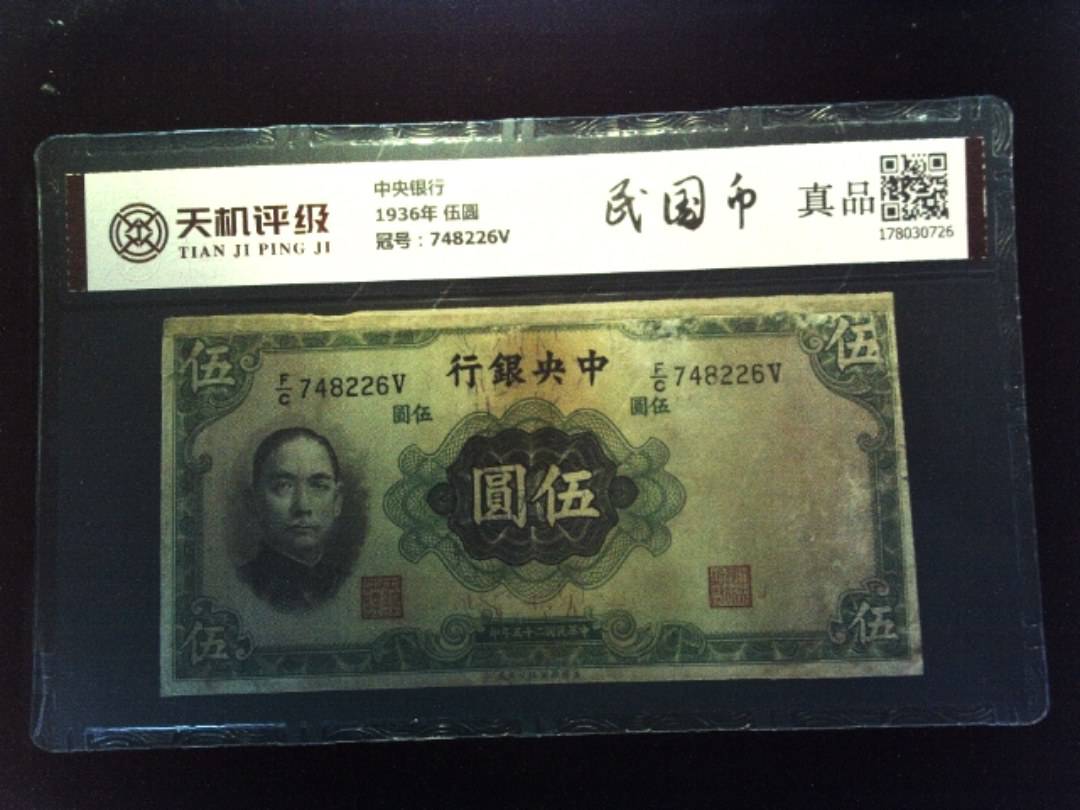 天机评级
TIAN JI PING JI
中央银行
1936年 伍圆
冠号：748226V
民国币
真品
178030726
伍
伍
行銀央中
F/C 748226V
F/C 748226V
圓伍
圓伍
圓伍
伍
伍
印年五十二國民華中